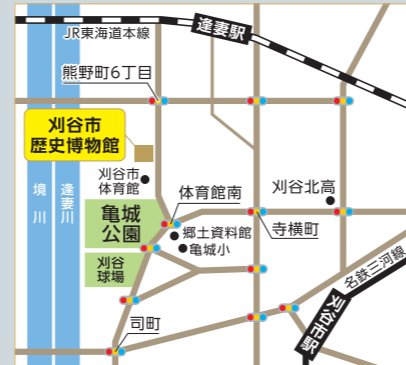 逢妻駅
JR東海道本線
熊野町6丁目
刈谷市
歴史博物館
境川
逢妻川
刈谷市
体育館
体育館南
刈谷北高
亀城
公園
郷土資料館
亀城小
寺横町
刈谷
球場
名鉄三河線
刈谷市駅
司町